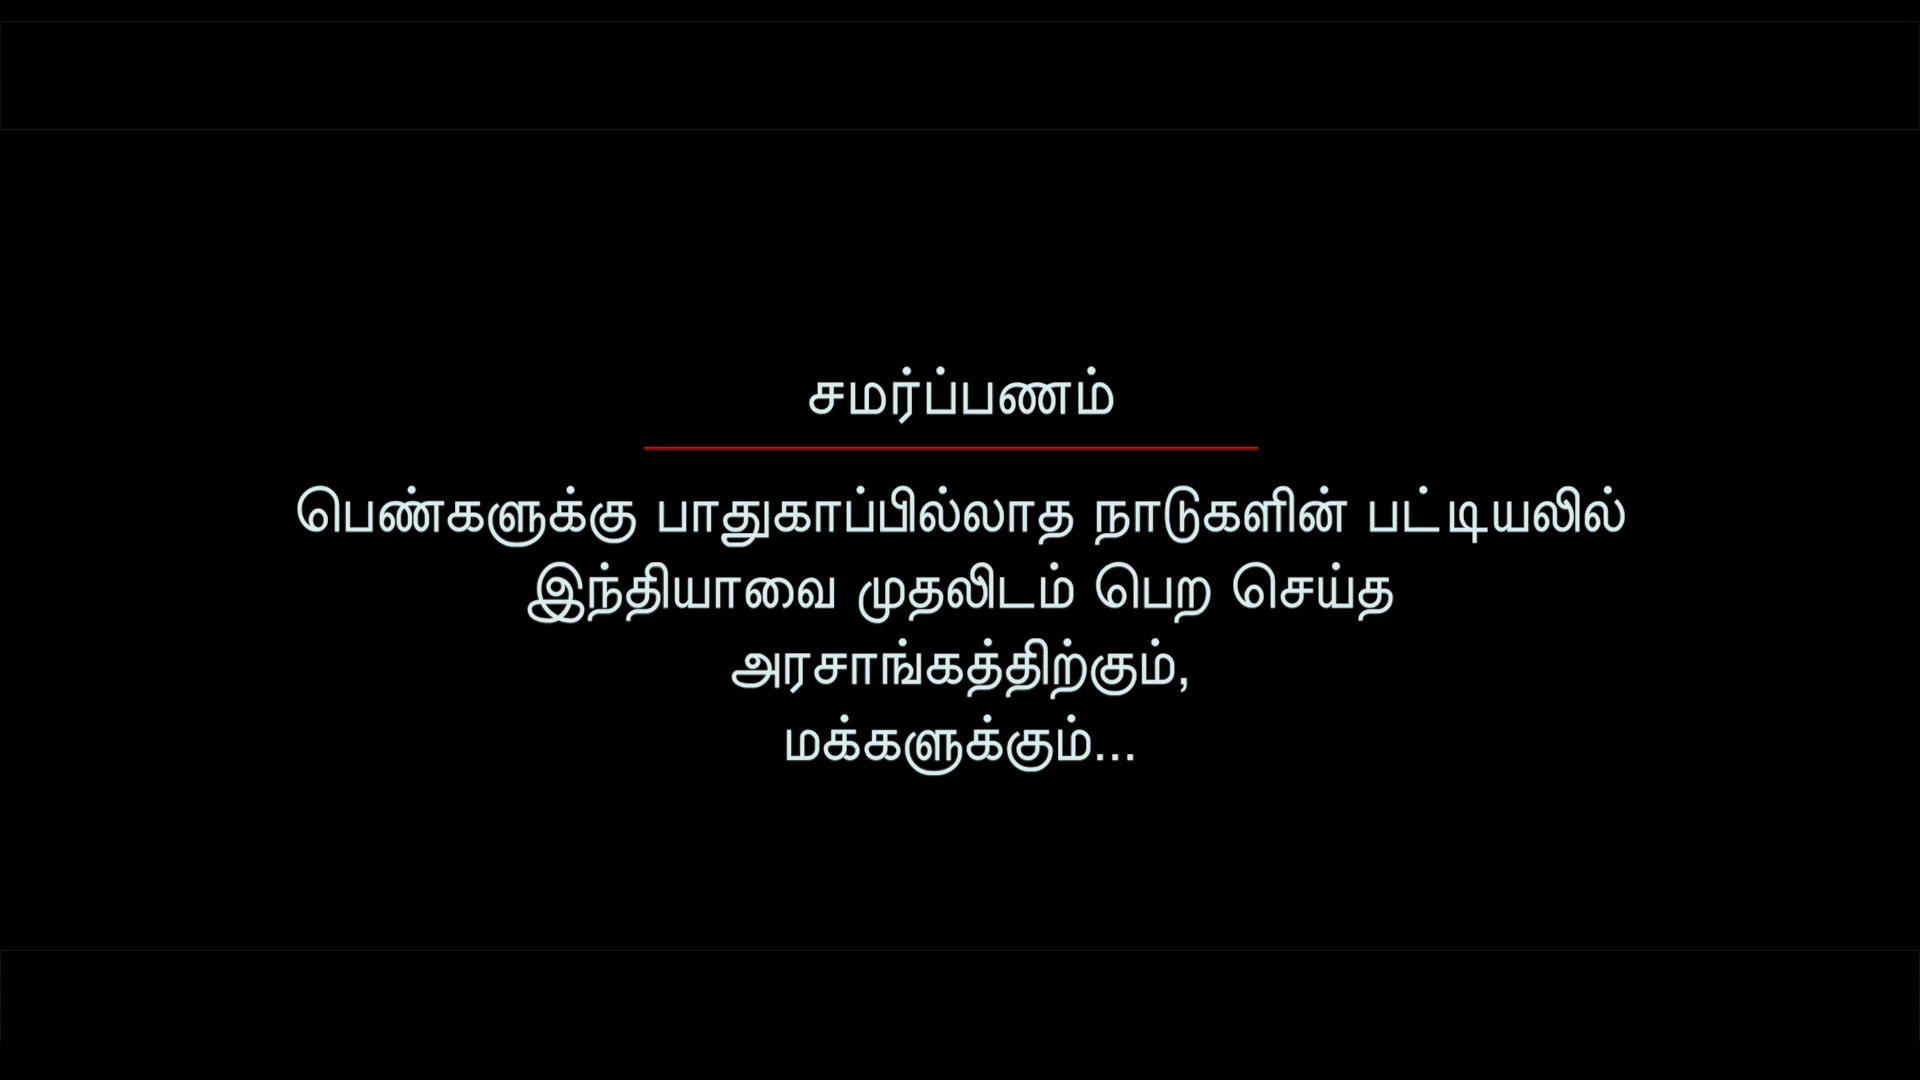 சமர்ப்பணம்
பெண்களுக்கு பாதுகாப்பில்லாத நாடுகளின் பட்டியலில்
இந்தியாவை முதலிடம் பெற செய்த
அரசாங்கத்திற்கும்,
மக்களுக்கும்...